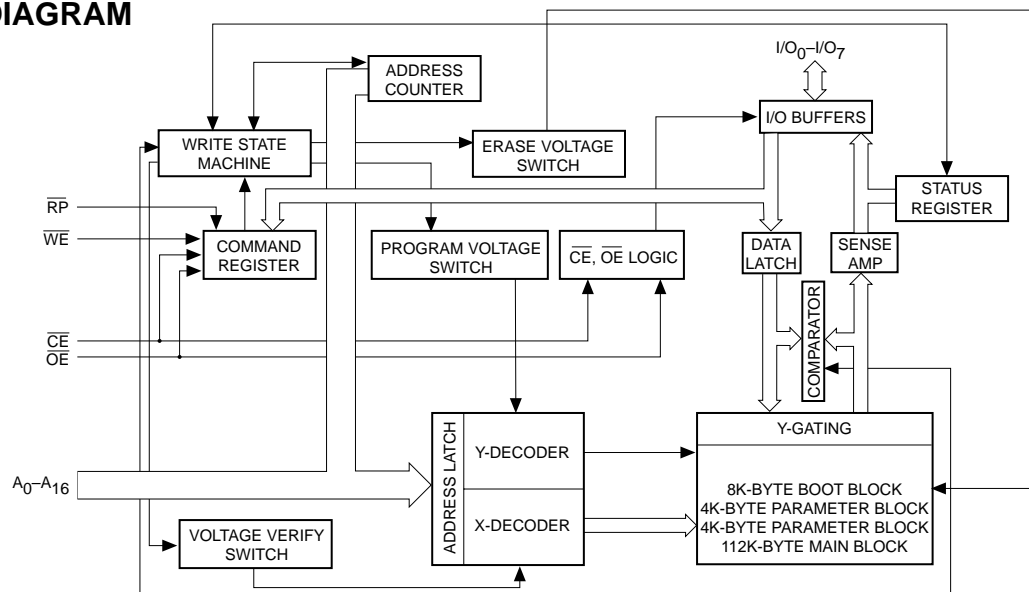 DIAGRAM
I/O0–I/O7
ADDRESS
COUNTER
I/O BUFFERS
WRITE STATE
MACHINE
ERASE VOLTAGE
SWITCH
STATUS
REGISTER
RP
WE
COMMAND
REGISTER
PROGRAM VOLTAGE
SWITCH
CE, OE LOGIC
DATA
LATCH
SENSE
AMP
COMPARATOR
CE
OE
ADDRESS LATCH
Y-DECODER
X-DECODER
Y-GATING
8K-BYTE BOOT BLOCK
4K-BYTE PARAMETER BLOCK
4K-BYTE PARAMETER BLOCK
112K-BYTE MAIN BLOCK
A0–A16
VOLTAGE VERIFY
SWITCH